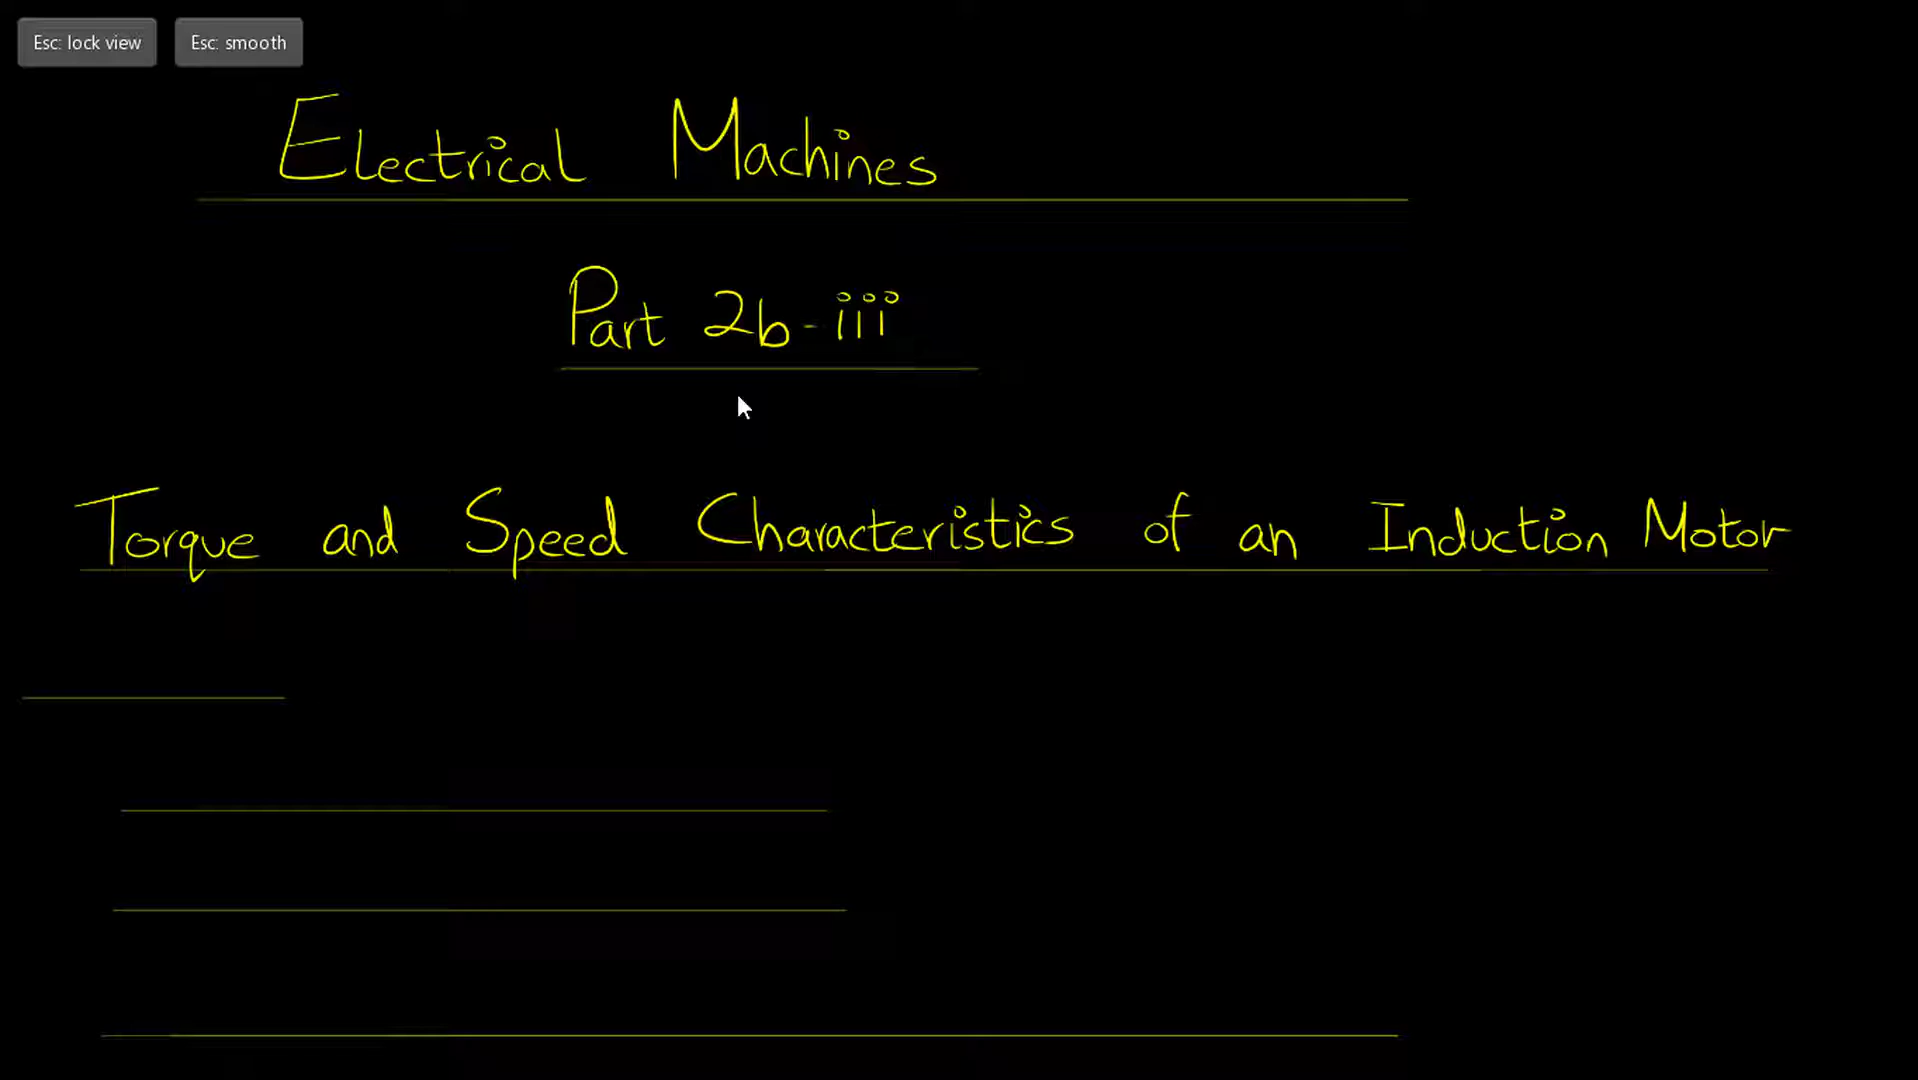 Esc: lock view Esc: smooth
Electrical Machines
Part 2b-iii
Torque and Speed Characteristics of an Induction Motor